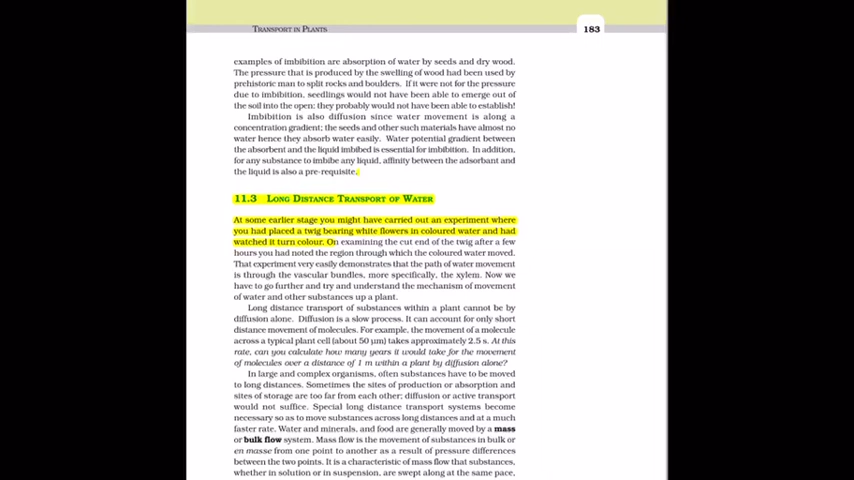 TRANSPORT IN PLANTS
183
examples of imbibition are absorption of water by seeds and dry wood.
The pressure that is produced by the swelling of wood had been used by
prehistoric man to split rocks and boulders. If it were not for the pressure
due to imbibition, seedlings would not have been able to emerge out of
the soil into the open; they probably would not have been able to establish!
Imbibition is also diffusion since water movement is along a
concentration gradient; the seeds and other such materials have almost no
water hence they absorb water easily. Water potential gradient between
the absorbent and the liquid imbibed is essential for imbibition. In addition,
for any substance to imbibe any liquid, affinity between the adsorbant and
the liquid is also a pre-requisite.
11.3 LONG DISTANCE TRANSPORT OF WATER
At some earlier stage you might have carried out an experiment where
you had placed a twig bearing white flowers in coloured water and had
watched it turn colour. On examining the cut end of the twig after a few
hours you had noted the region through which the coloured water moved.
That experiment very easily demonstrates that the path of water movement
is through the vascular bundles, more specifically, the xylem. Now we
have to go further and try and understand the mechanism of movement
of water and other substances up a plant.
Long distance transport of substances within a plant cannot be by
diffusion alone. Diffusion is a slow process. It can account for only short
distance movement of molecules. For example, the movement of a molecule
across a typical plant cell (about 50 µm) takes approximately 2.5 s. At this
rate, can you calculate how many years it would take for the movement
of molecules over a distance of 1 m within a plant by diffusion alone?
In large and complex organisms, often substances have to be moved
to long distances. Sometimes the sites of production or absorption and
sites of storage are too far from each other; diffusion or active transport
would not suffice. Special long distance transport systems become
necessary so as to move substances across long distances and at a much
faster rate. Water and minerals, and food are generally moved by a mass
or bulk flow system. Mass flow is the movement of substances in bulk or
en masse from one point to another as a result of pressure differences
between the two points. It is a characteristic of mass flow that substances,
whether in solution or in suspension, are swept along at the same pace,